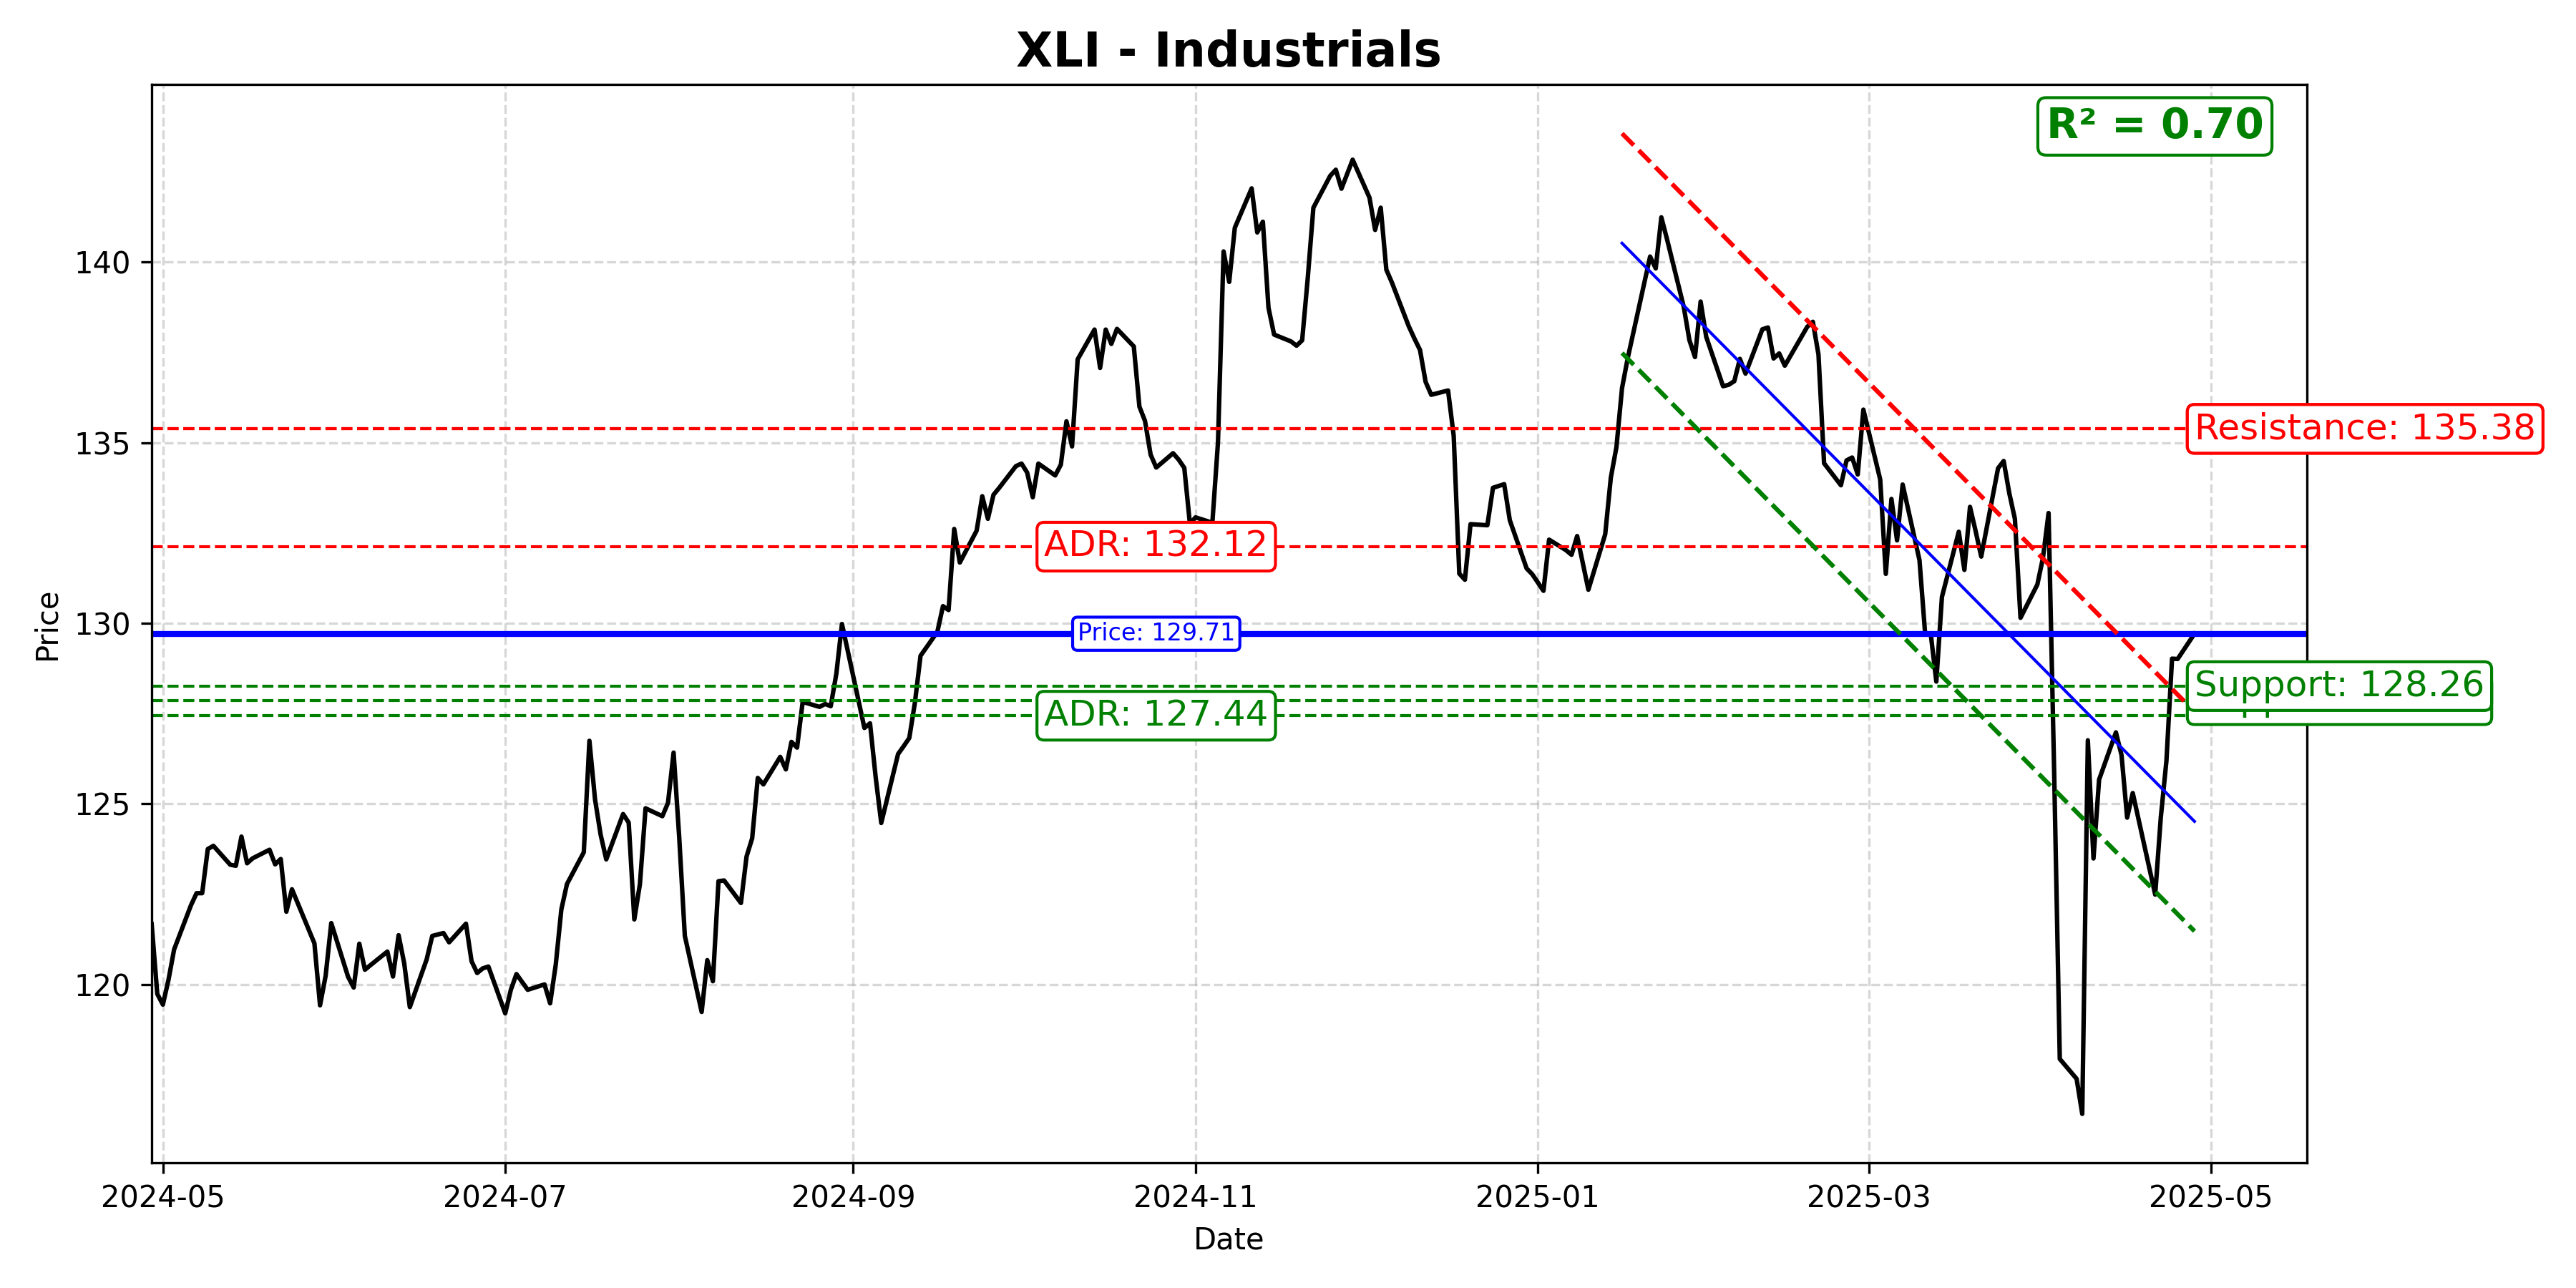 XLI - Industrials
R² = 0.70
140
Resistance: 135.38
135
ADR: 132.12
130
Price: 129.71
Support: 128.26
ADR: 127.44
125
120
Price
2024-05
2024-07
2024-09
2024-11
2025-01
2025-03
2025-05
Date